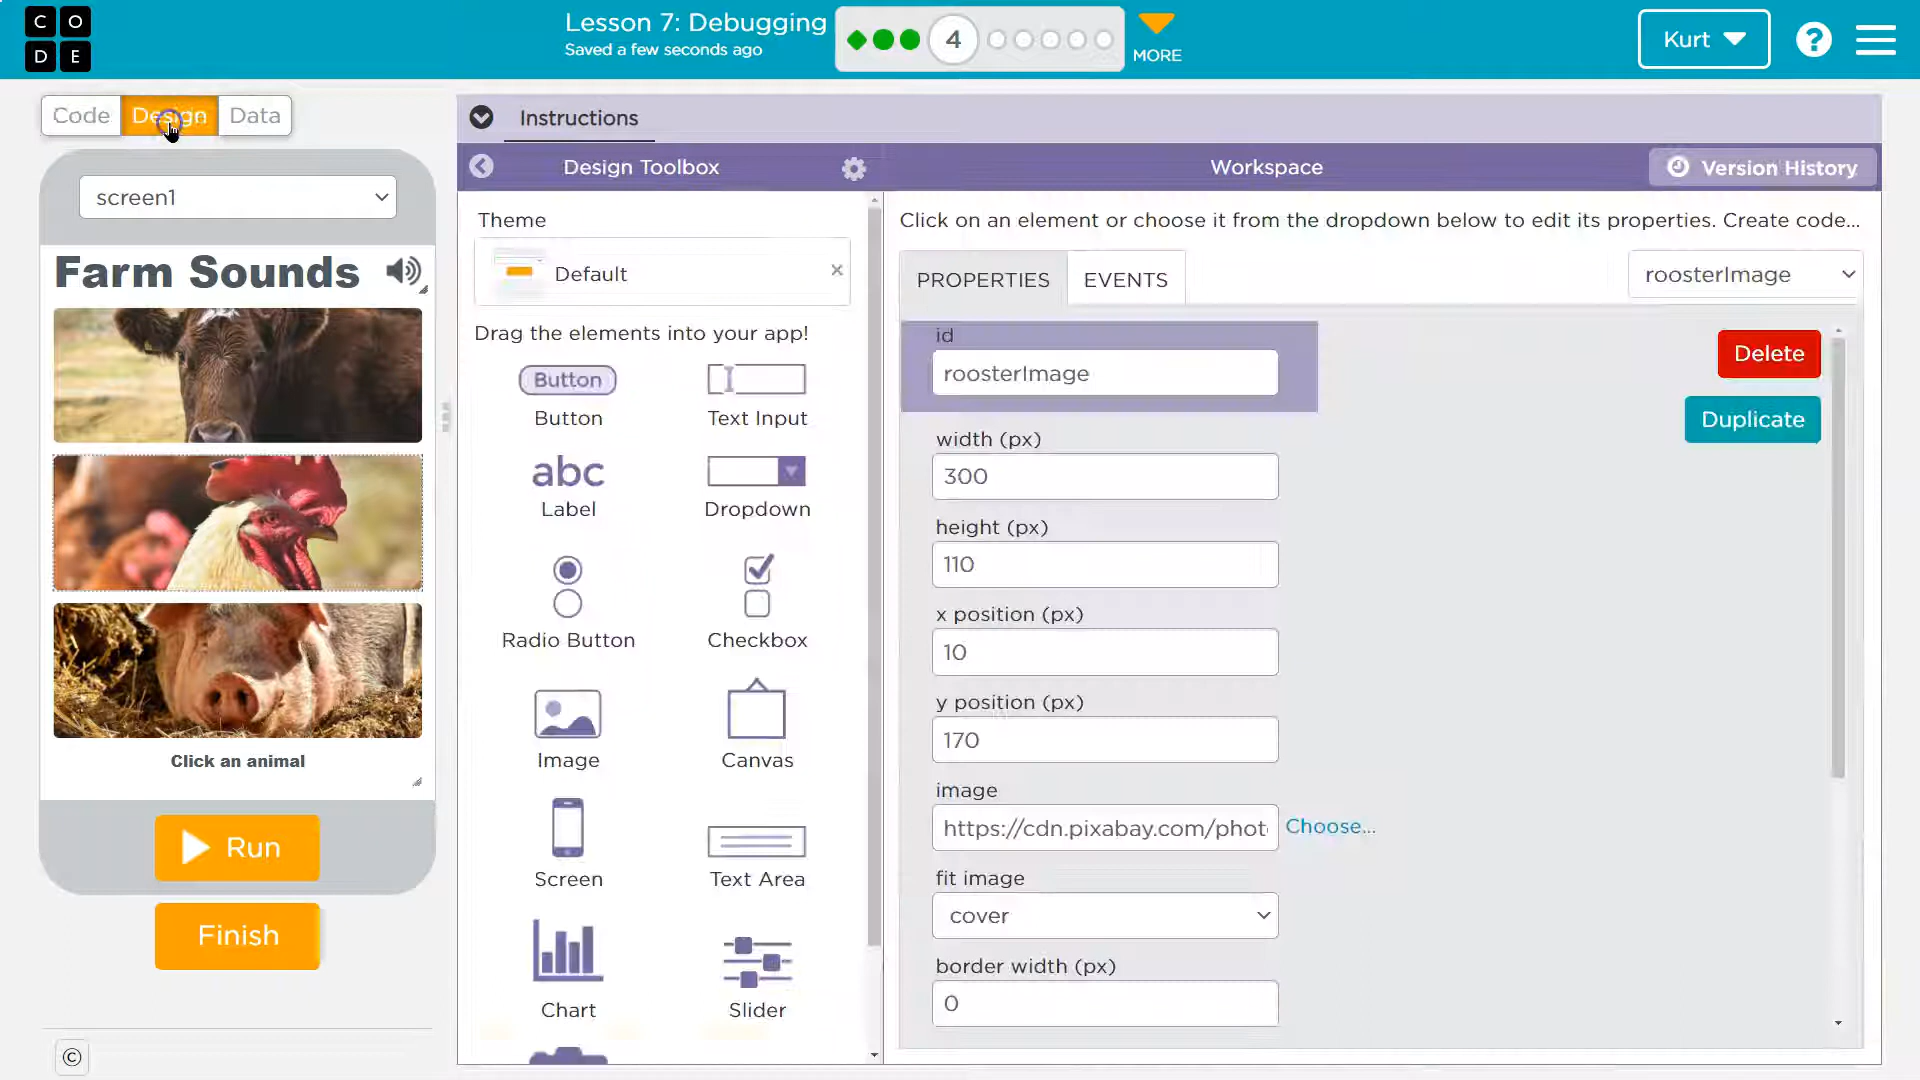 C O
D E
Lesson 7: Debugging
Saved a few seconds ago
4
MORE
Kurt
?
Code
Design
Data
screen1
Farm Sounds
Click an animal
Run
Finish
©
Instructions
Design Toolbox
Workspace
Version History
Theme
Default
×
Drag the elements into your app!
Button
Button
Text Input
abc
Label
Dropdown
Radio Button
Checkbox
Image
Canvas
Screen
Text Area
Chart
Slider
Click on an element or choose it from the dropdown below to edit its properties. Create code...
PROPERTIES
EVENTS
roosterImage
id
roosterImage
Delete
Duplicate
width (px)
300
height (px)
110
x position (px)
10
y position (px)
170
image
https://cdn.pixabay.com/phot
Choose...
fit image
cover
border width (px)
0